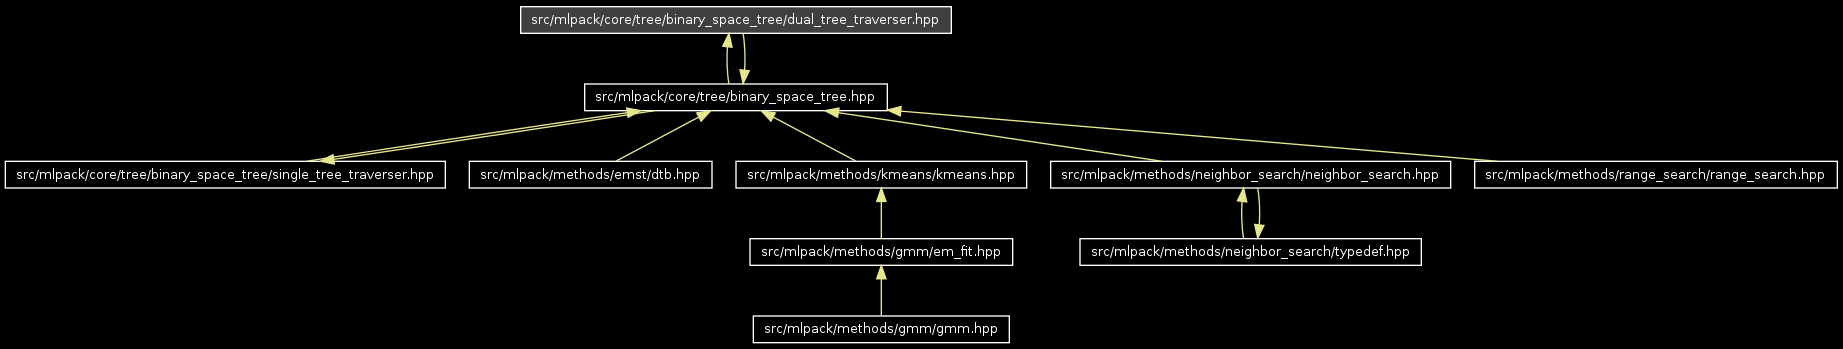 src/mlpack/core/tree/binary_space_tree/dual_tree_traverser.hpp
src/mlpack/core/tree/binary_space_tree.hpp
src/mlpack/core/tree/binary_space_tree/single_tree_traverser.hpp
src/mlpack/methods/emst/dtb.hpp
src/mlpack/methods/kmeans/kmeans.hpp
src/mlpack/methods/neighbor_search/neighbor_search.hpp
src/mlpack/methods/range_search/range_search.hpp
src/mlpack/methods/gmm/em_fit.hpp
src/mlpack/methods/neighbor_search/typedef.hpp
src/mlpack/methods/gmm/gmm.hpp